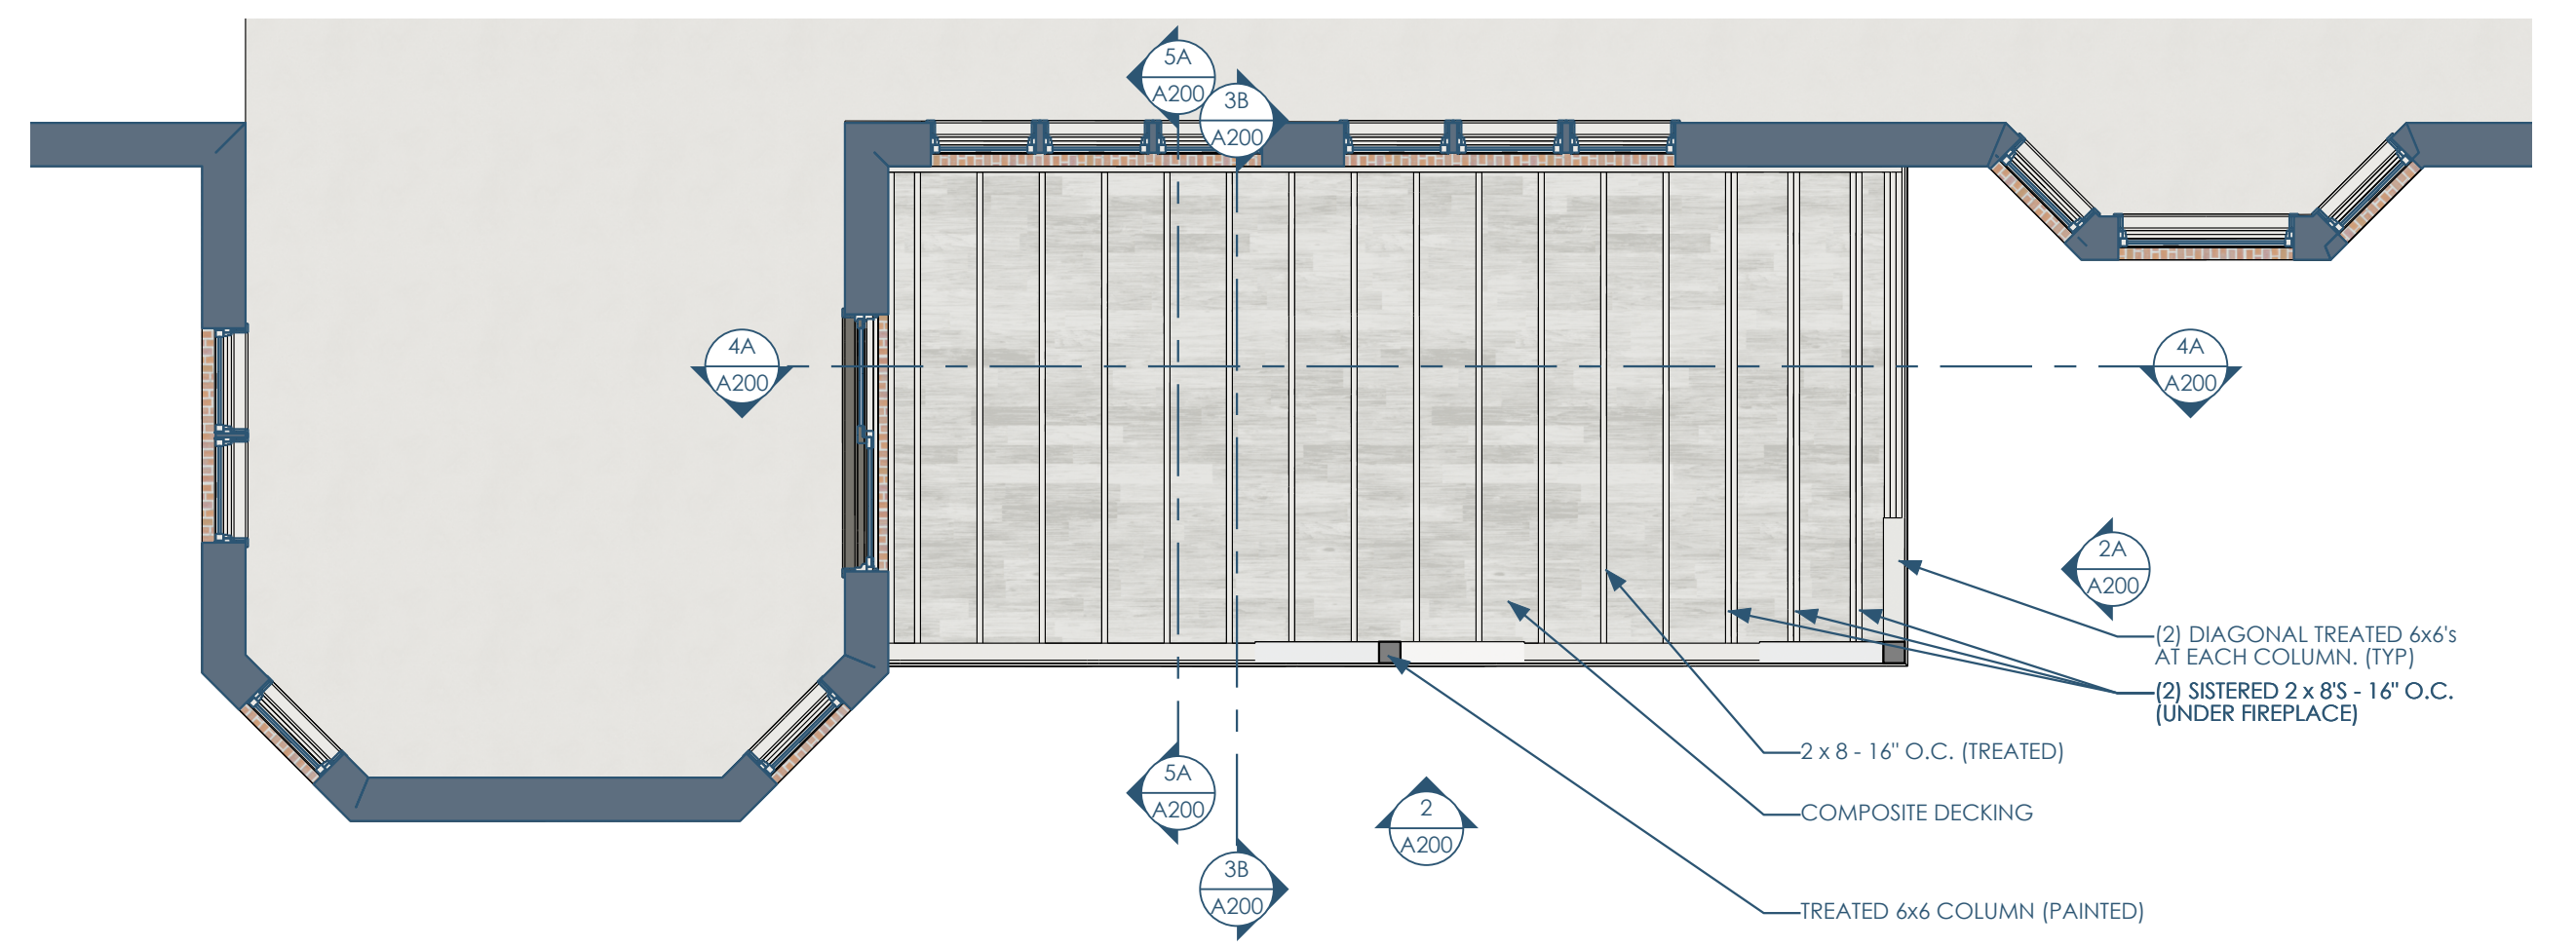 5A
A200
3B
A200
4A
A200
4A
A200
2A
A200
(2) DIAGONAL TREATED 6x6's
AT EACH COLUMN. (TYP)
(2) SISTERED 2 x 8'S - 16" O.C.
(UNDER FIREPLACE)
2 x 8 - 16" O.C. (TREATED)
5A
A200
2
A200
COMPOSITE DECKING
3B
A200
TREATED 6x6 COLUMN (PAINTED)